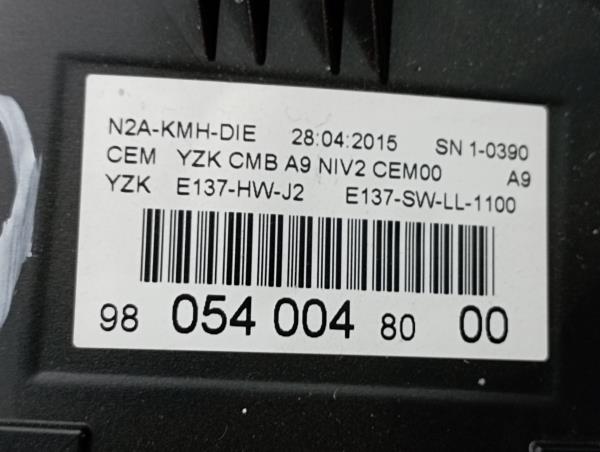 N2A-KMH-DIE 28:04:2015 SN 1-0390
CEM YZK CMB A9 NIV2 CEM00 A9
YZK E137-HW-J2 E137-SW-LL-1100
98 054 004 80 00